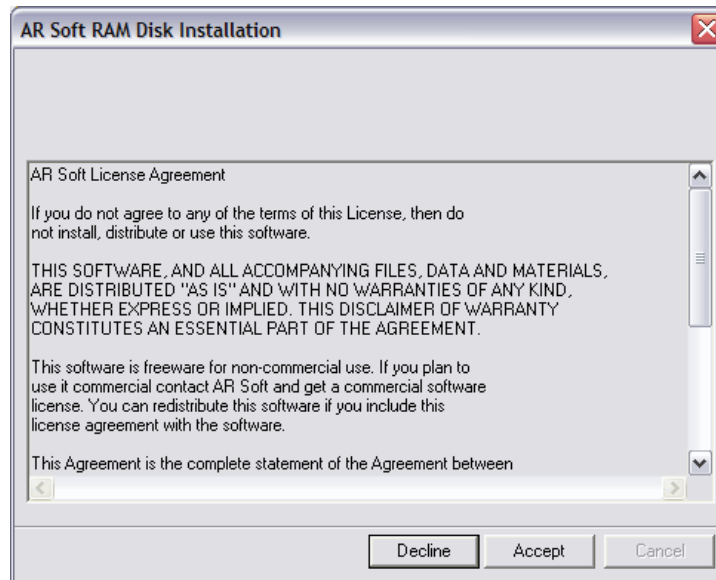 AR Soft RAM Disk Installation
AR Soft License Agreement
If you do not agree to any of the terms of this License, then do
not install, distribute or use this software.
THIS SOFTWARE, AND ALL ACCOMPANYING FILES, DATA AND MATERIALS,
ARE DISTRIBUTED "AS IS" AND WITH NO WARRANTIES OF ANY KIND,
WHETHER EXPRESS OR IMPLIED. THIS DISCLAIMER OF WARRANTY
CONSTITUTES AN ESSENTIAL PART OF THE AGREEMENT.
This software is freeware for non-commercial use. If you plan to
use it commercial contact AR Soft and get a commercial software
license. You can redistribute this software if you include this
license agreement with the software.
This Agreement is the complete statement of the Agreement between
Decline Accept Cancel